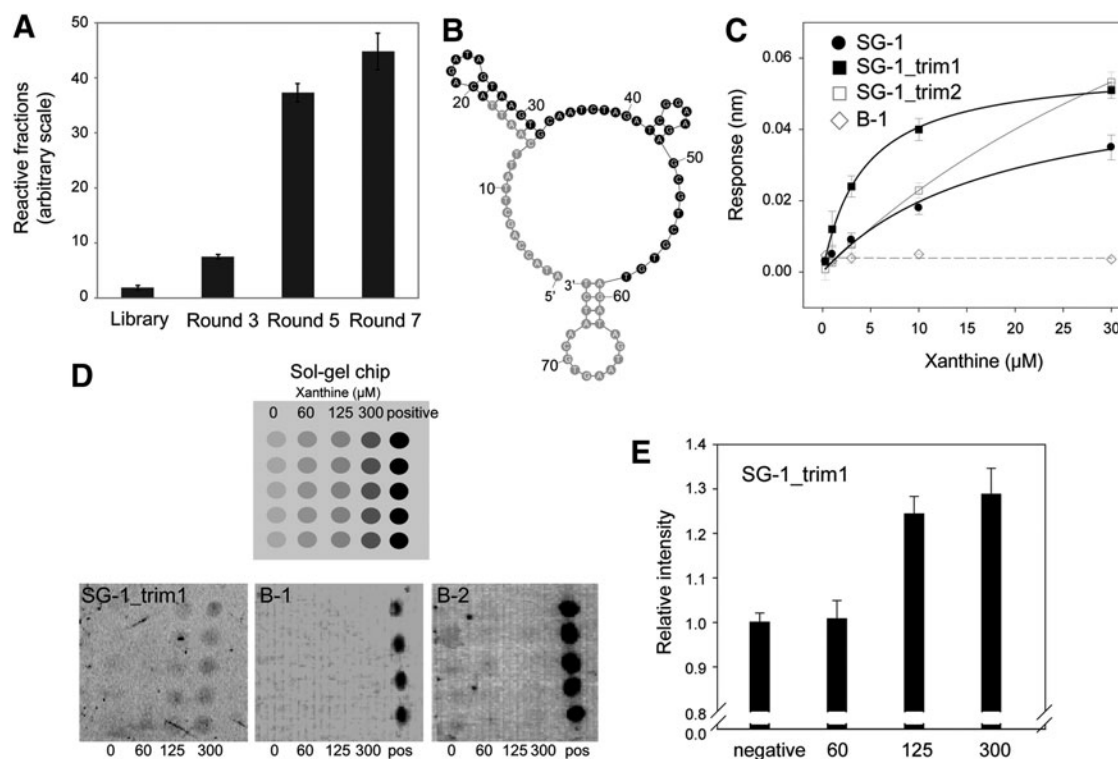 A
Reactive fractions
(arbitrary scale)
50
40
30
20
10
0
Library
Round 3
Round 5
Round 7
B
10
20
30
40
50
60
70
5'
3'
C
SG-1
SG-1_trim1
SG-1_trim2
B-1
Response (nm)
0.06
0.04
0.02
0.00
0
5
10
15
20
25
30
Xanthine (µM)
D
Sol-gel chip
Xanthine (µM)
0 60 125 300 positive
SG-1_trim1
B-1
B-2
0 60 125 300
0 60 125 300 pos
0 60 125 300 pos
E
SG-1_trim1
Relative intensity
1.4
1.3
1.2
1.1
1.0
0.9
0.8
0.0
negative 60 125 300